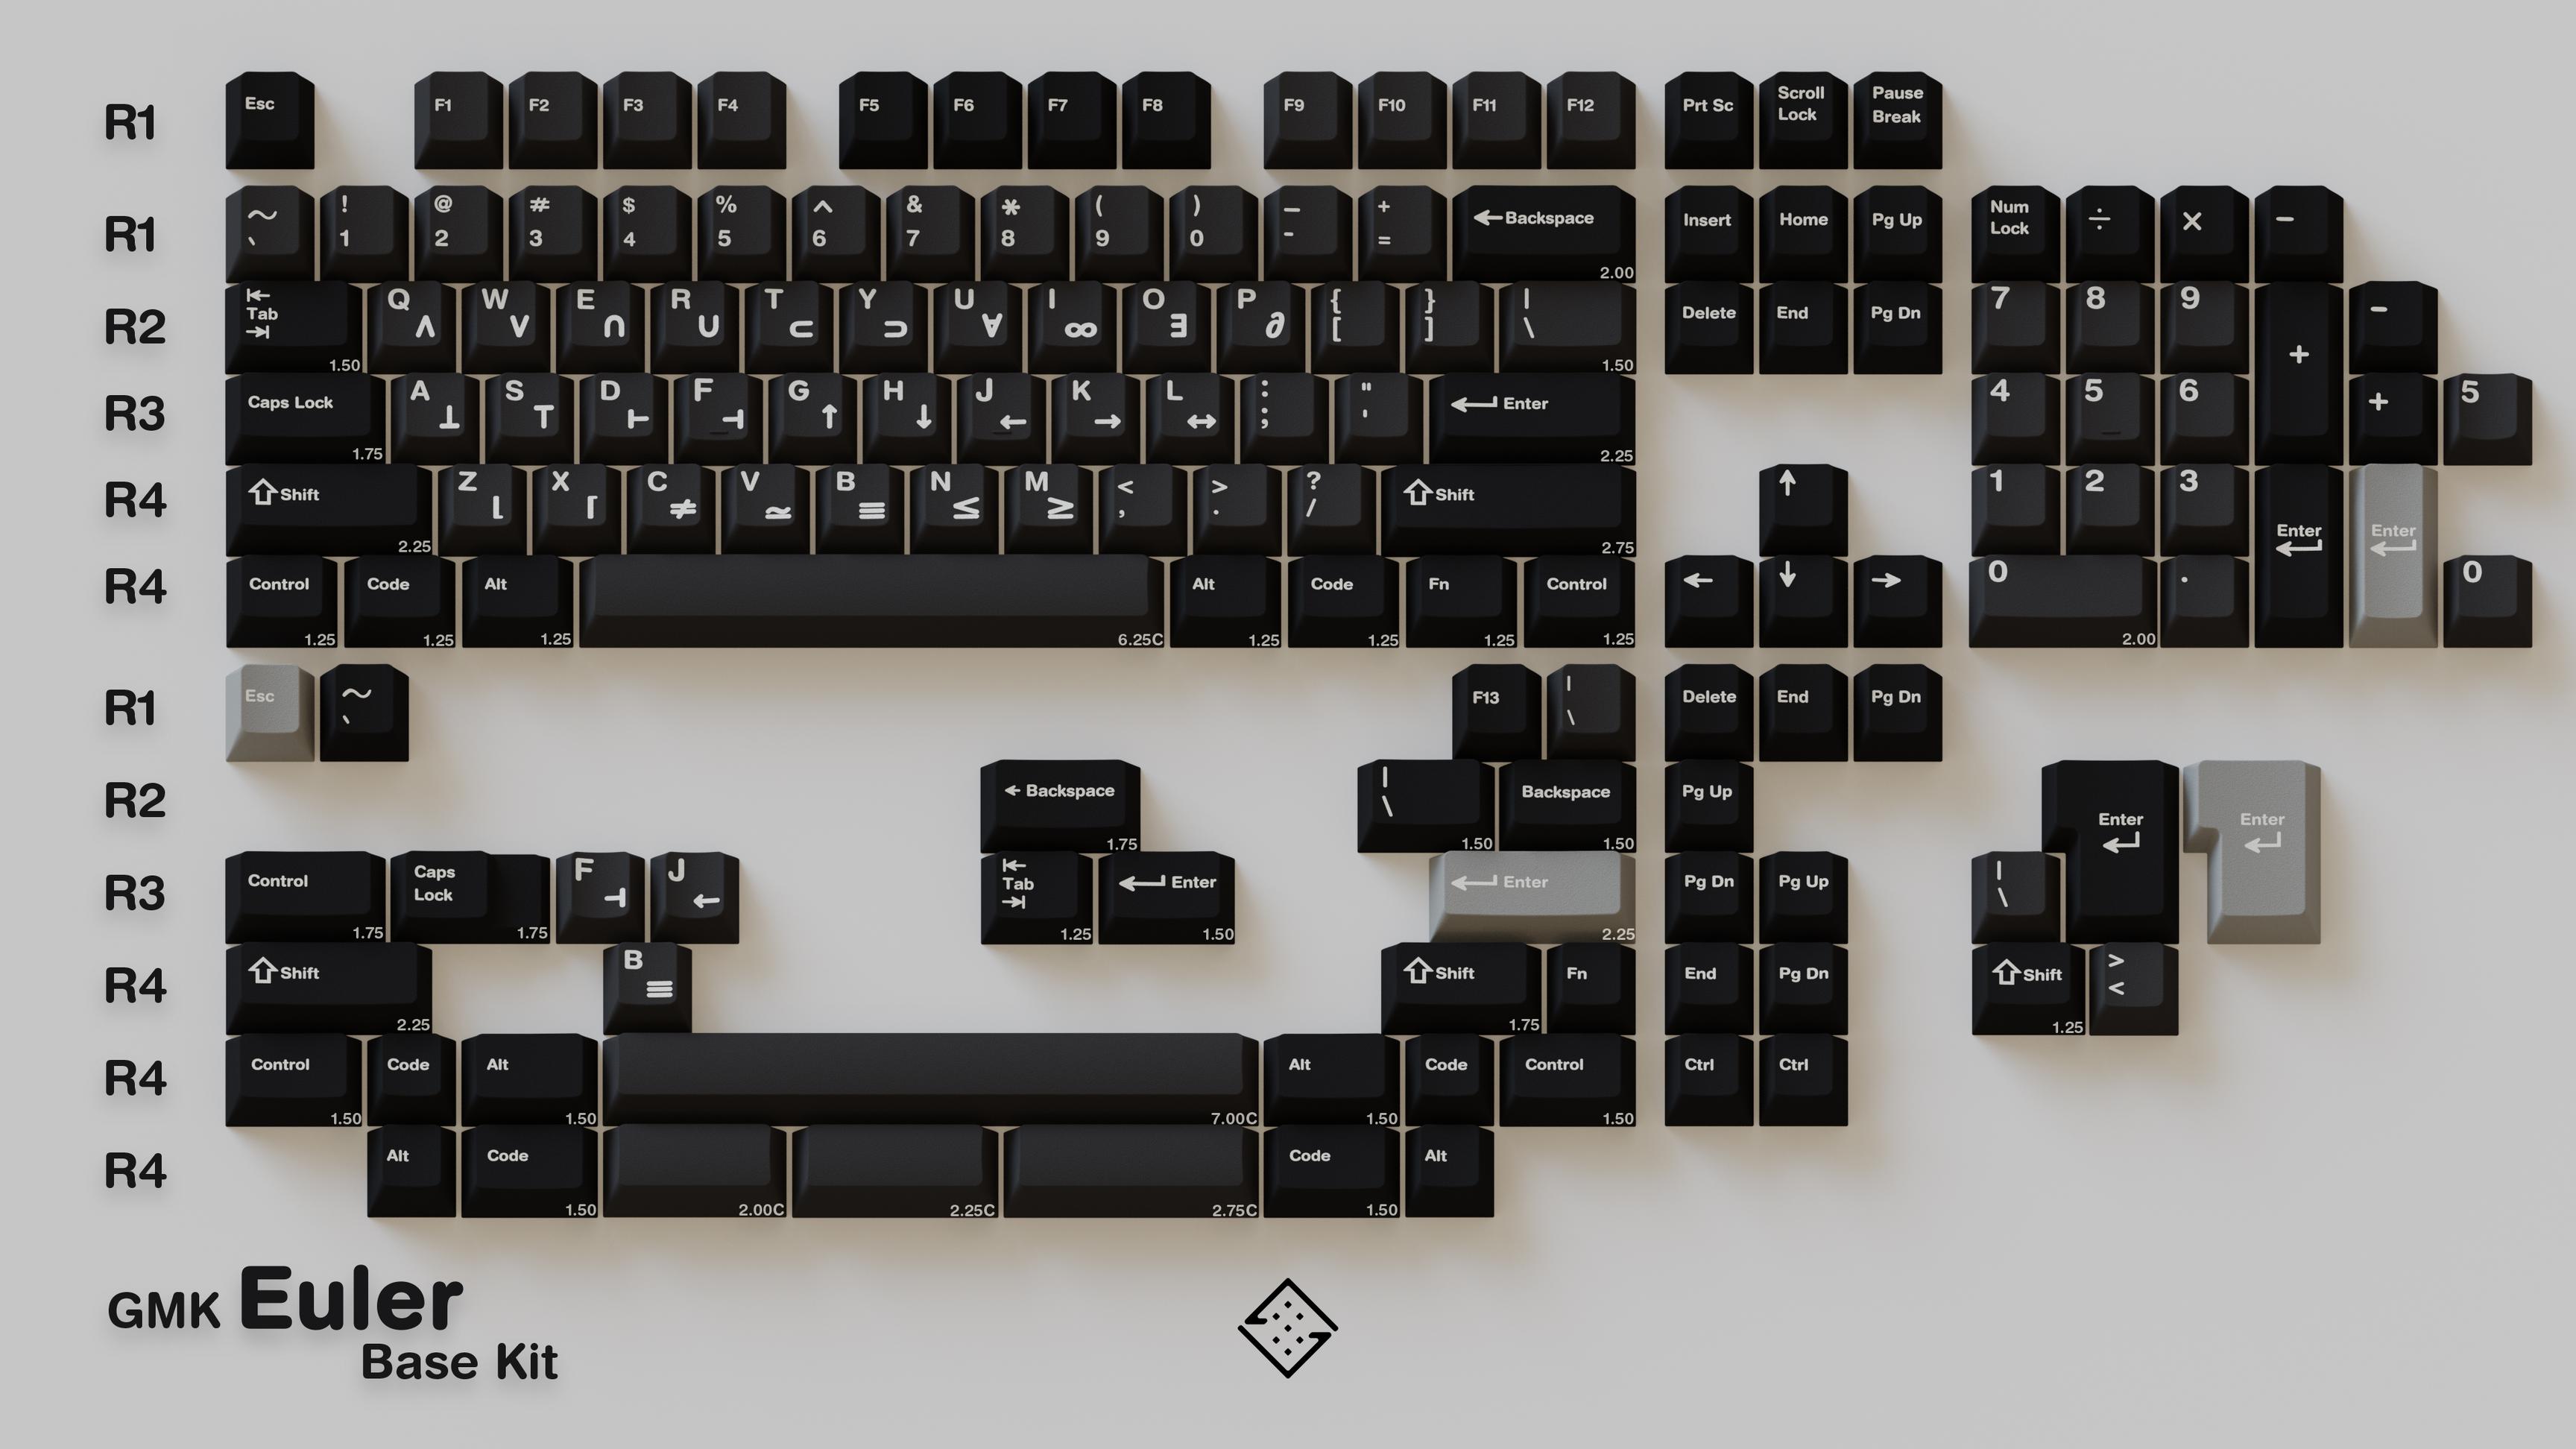 R1 Esc F1 F2 F3 F4 F5 F6 F7 F8 F9 F10 F11 F12 Prt Sc Scroll Lock Pause Break
R1 ~ ` ! 1 @ 2 # 3 $ 4 % 5 ^ 6 & 7 * 8 ( 9 ) 0 _ - + = ← Backspace 2.00 Insert Home Pg Up Num Lock ÷ × −
R2 ⇤ Tab ⇥ 1.50 Q ∧ W ∨ E ∩ R ∪ T ⊂ Y ⊃ U ∀ I ∞ O ∃ P ∂ { [ } ] | \ 1.50 Delete End Pg Dn 7 8 9 + −
R3 Caps Lock 1.75 A ⊥ S ⊤ D ⊢ F ⊣ G ↑ H ↓ J ← K → L ↔ : ; " ' ↵ Enter 2.25 4 5 6 + 5
R4 ⇧ Shift 2.25 Z ⌊ X ⌈ C ≠ V ≃ B ≡ N ≤ M ≥ < , > . ? / ⇧ Shift 2.75 ↑ 1 2 3 Enter ↵ Enter ↵
R4 Control 1.25 Code 1.25 Alt 1.25 6.25C Alt 1.25 Code 1.25 Fn 1.25 Control 1.25 ← ↓ → 0 2.00 . 0
R1 Esc ~ ` F13 | \ Delete End Pg Dn
R2 ← Backspace 1.75 | \ 1.50 Backspace 1.50 Pg Up Enter ↵ Enter ↵
R3 Control 1.75 Caps Lock 1.75 F ⊣ J ← ⇤ Tab ⇥ 1.25 ↵ Enter 1.50 ↵ Enter 2.25 Pg Dn Pg Up | \
R4 ⇧ Shift 2.25 B ≡ ⇧ Shift 1.75 Fn End Pg Dn ⇧ Shift 1.25 > <
R4 Control 1.50 Code Alt 1.50 7.00C Alt 1.50 Code Control 1.50 Ctrl Ctrl
R4 Alt Code 1.50 2.00C 2.25C 2.75C Code 1.50 Alt
GMK Euler
Base Kit